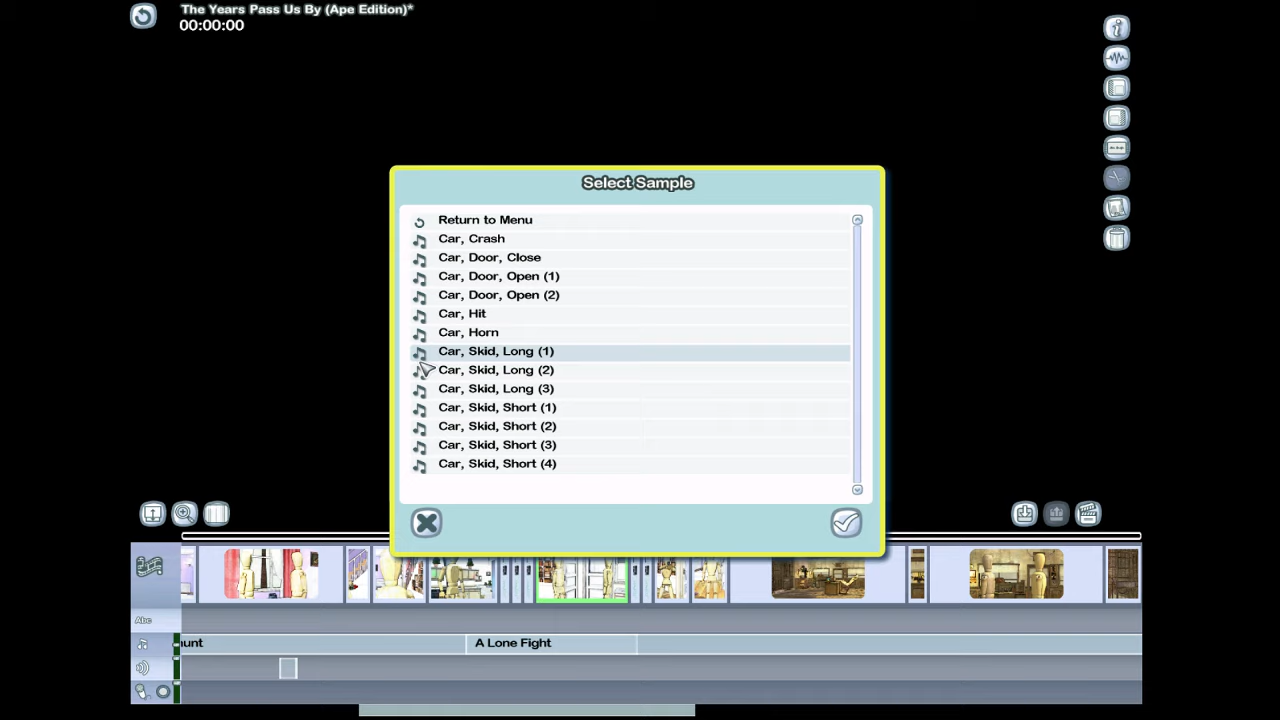 The Years Pass Us By (Ape Edition)*
00:00:00
Select Sample
Return to Menu
Car, Crash
Car, Door, Close
Car, Door, Open (1)
Car, Door, Open (2)
Car, Hit
Car, Horn
Car, Skid, Long (1)
Car, Skid, Long (2)
Car, Skid, Long (3)
Car, Skid, Short (1)
Car, Skid, Short (2)
Car, Skid, Short (3)
Car, Skid, Short (4)
Abc
unt
A Lone Fight